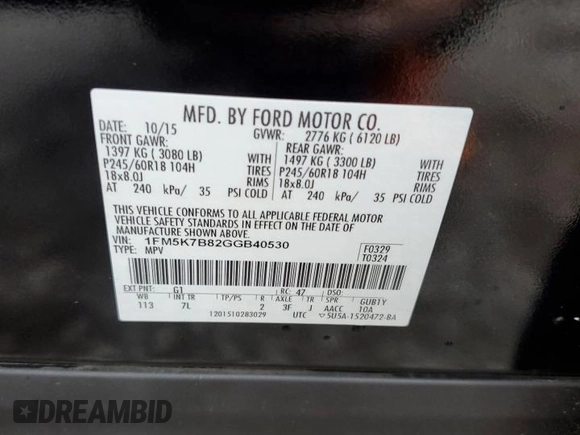 MFD. BY FORD MOTOR CO.
DATE: 10/15 GVWR: 2776 KG ( 6120 LB)
FRONT GAWR: REAR GAWR:
1397 KG ( 3080 LB) 1497 KG ( 3300 LB)
P245/60R18 104H TIRES P245/60R18 104H TIRES
18x8.0J RIMS 18x8.0J RIMS
AT 240 kPa/ 35 PSI COLD AT 240 kPa/ 35 PSI COLD
THIS VEHICLE CONFORMS TO ALL APPLICABLE FEDERAL MOTOR
VEHICLE SAFETY STANDARDS IN EFFECT ON THE DATE OF
MANUFACTURE SHOWN ABOVE.
VIN: 1FM5K7B82GGB40530 F0329
TYPE: MPV T0324
EXT PNT: G1 RC: 47 DSO:
WB INT TR TP/PS R AXLE TR SPR GUB1Y
113 7L 2 3F J AACC 10A
1201510283029 UTC 5USA-1520472-BA
DREAMBID